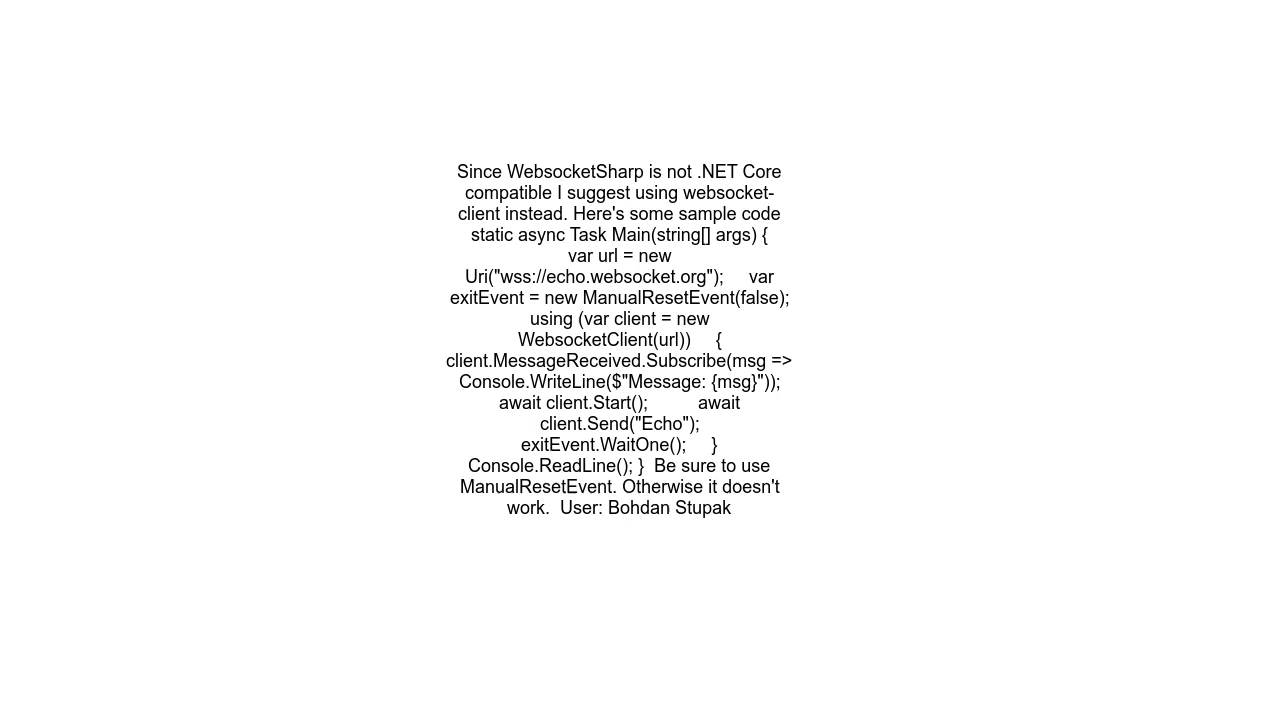 Since WebsocketSharp is not .NET Core
compatible I suggest using websocket-
client instead. Here's some sample code
static async Task Main(string[] args) {
var url = new
Uri("wss://echo.websocket.org");     var
exitEvent = new ManualResetEvent(false);
using (var client = new
WebsocketClient(url))     {
client.MessageReceived.Subscribe(msg =>
Console.WriteLine($"Message: {msg}"));
await client.Start();          await
client.Send("Echo");
exitEvent.WaitOne();     }
Console.ReadLine(); }  Be sure to use
ManualResetEvent. Otherwise it doesn't
work.  User: Bohdan Stupak